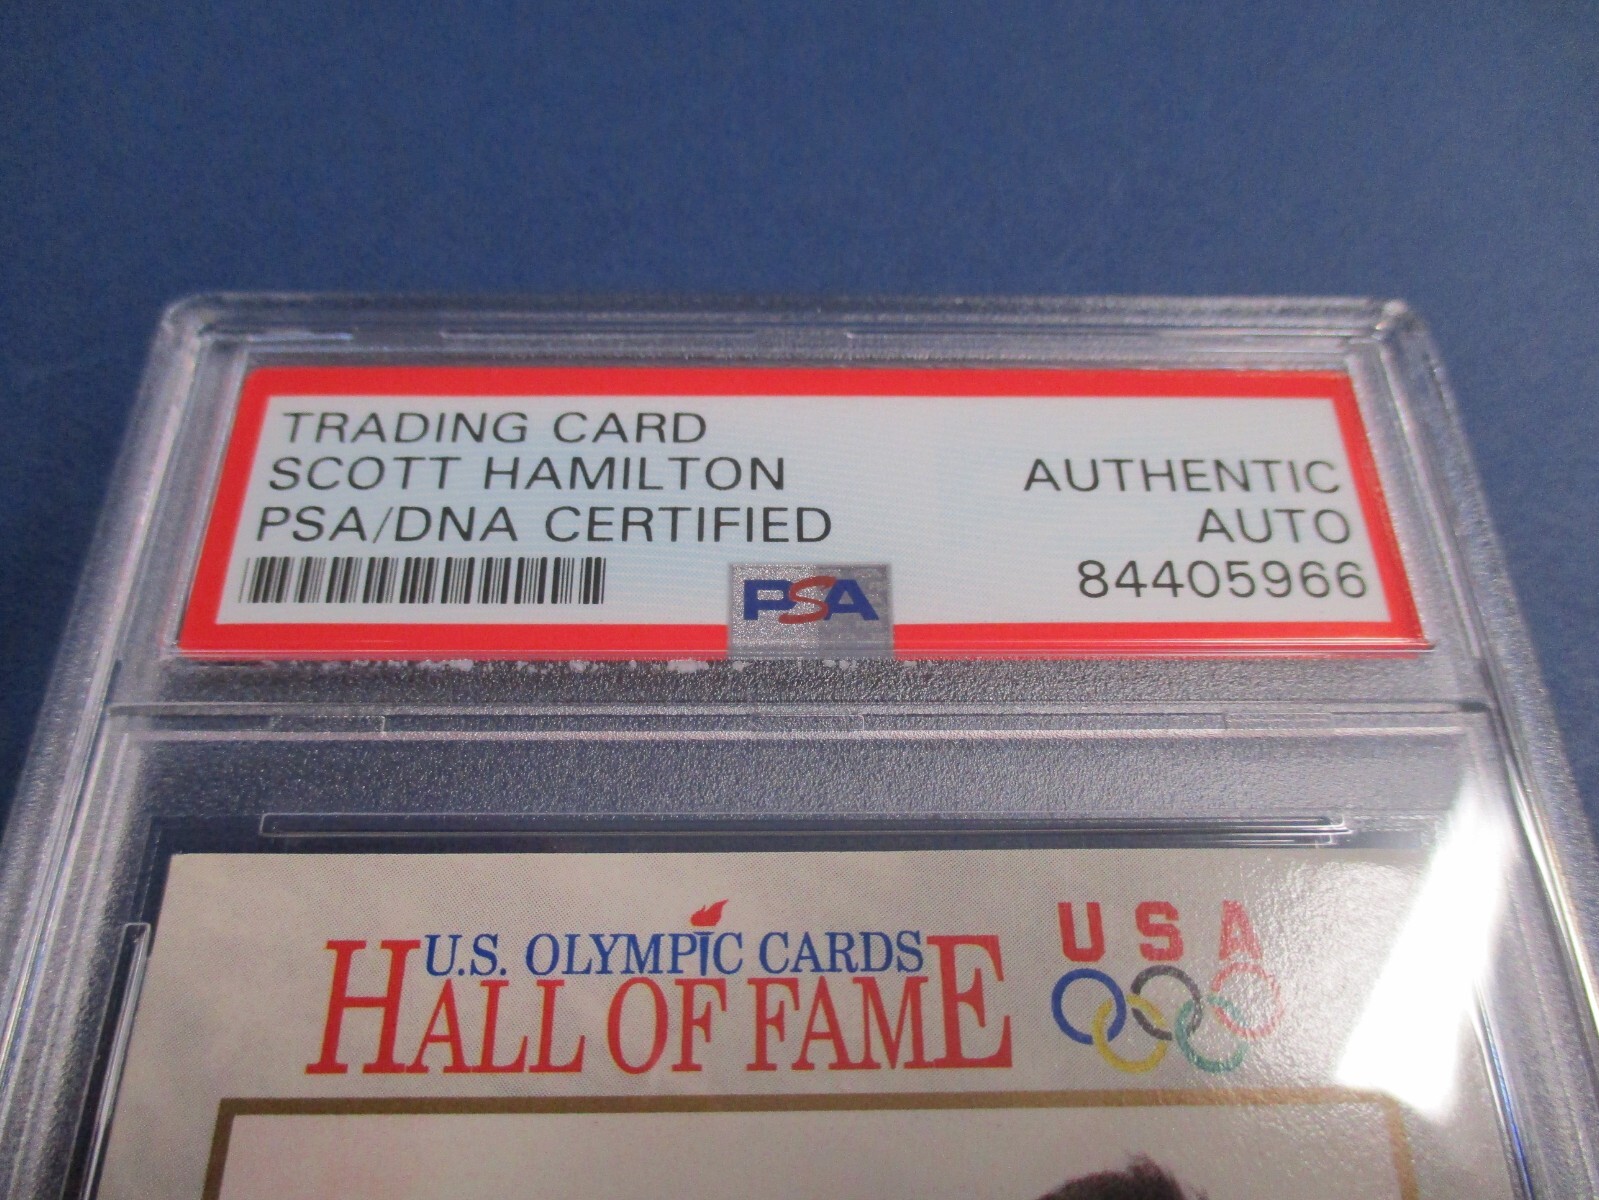 TRADING CARD
SCOTT HAMILTON
PSA/DNA CERTIFIED
AUTHENTIC
AUTO
84405966
PSA
U.S. OLYMPIC CARDS
HALL OF FAME
USA